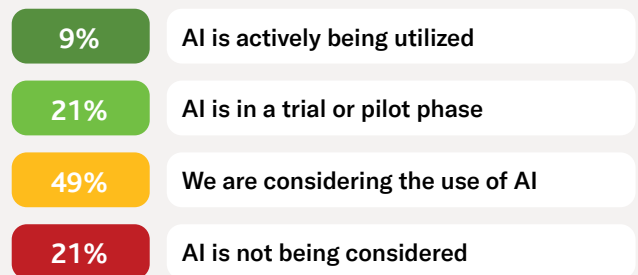 9% AI is actively being utilized
21% AI is in a trial or pilot phase
49% We are considering the use of AI
21% AI is not being considered